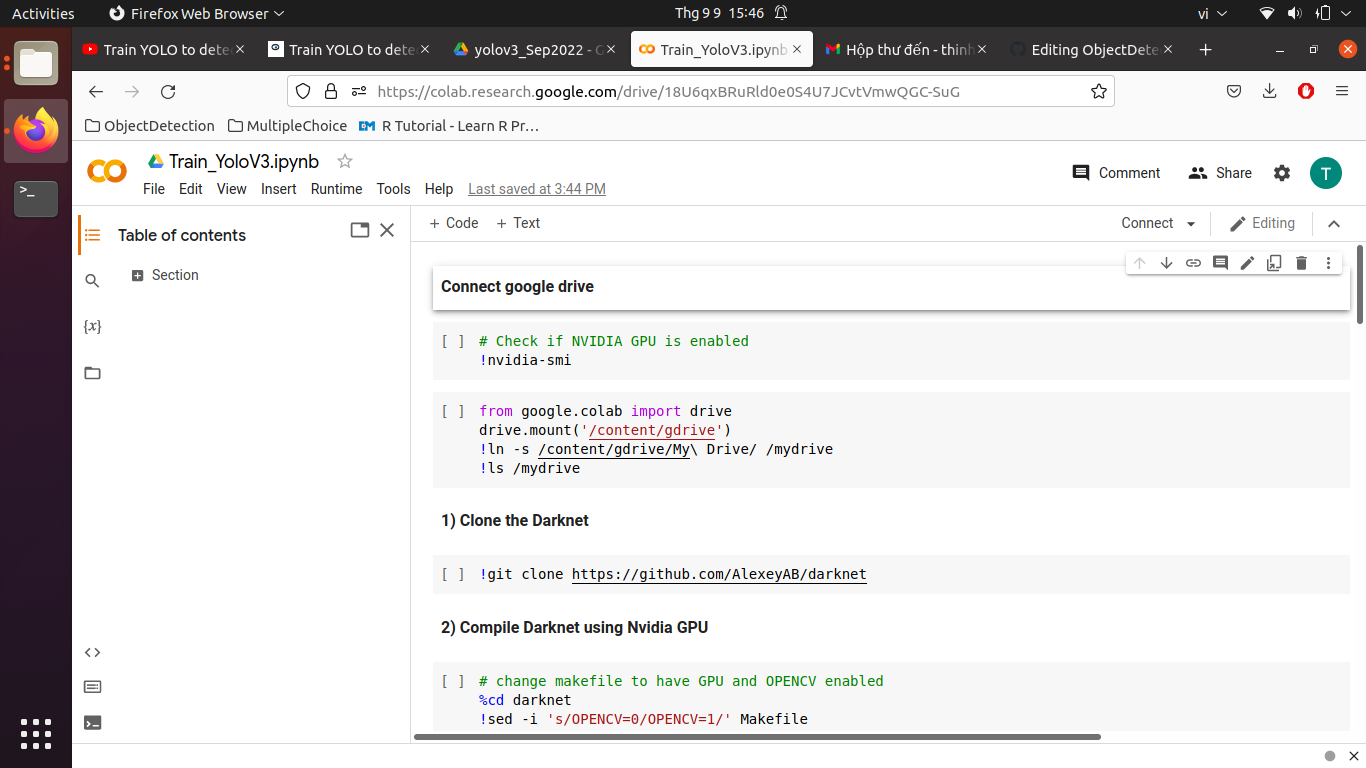 Activities Firefox Web Browser Thg 9 9 15:46 vi
Train YOLO to dete Train YOLO to dete yolov3_Sep2022 - G Train_YoloV3.ipynb Hộp thư đến - thinh Editing ObjectDete
https://colab.research.google.com/drive/18U6qxBRuRld0e0S4U7JCvtVmwQGC-SuG
ObjectDetection MultipleChoice R Tutorial - Learn R Pr…
Train_YoloV3.ipynb
File Edit View Insert Runtime Tools Help Last saved at 3:44 PM
Comment Share T
Table of contents
Section
{x}
+ Code + Text Connect Editing
Connect google drive
[ ] # Check if NVIDIA GPU is enabled
!nvidia-smi
[ ] from google.colab import drive
drive.mount('/content/gdrive')
!ln -s /content/gdrive/My\ Drive/ /mydrive
!ls /mydrive
1) Clone the Darknet
[ ] !git clone https://github.com/AlexeyAB/darknet
2) Compile Darknet using Nvidia GPU
[ ] # change makefile to have GPU and OPENCV enabled
%cd darknet
!sed -i 's/OPENCV=0/OPENCV=1/' Makefile